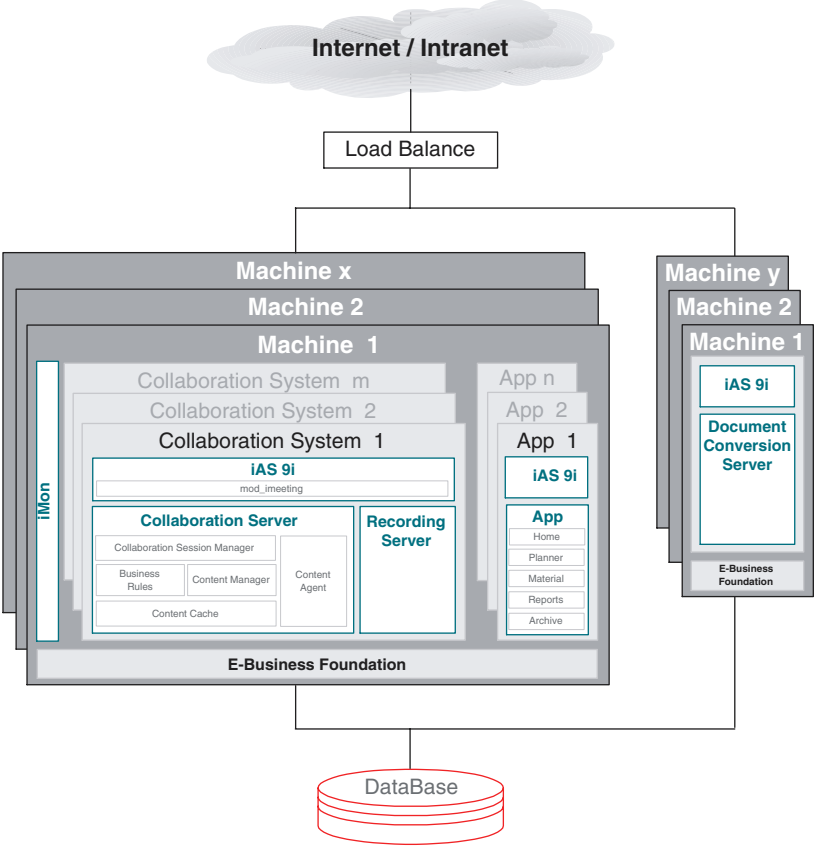 Internet / Intranet
Load Balance
Machine x
Machine 2
Machine 1
iMon
Collaboration System m
Collaboration System 2
Collaboration System 1
iAS 9i
mod_imeeting
Collaboration Server
Collaboration Session Manager
Business
Rules
Content Manager
Content Cache
Content
Agent
Recording
Server
App n
App 2
App 1
iAS 9i
App
Home
Planner
Material
Reports
Archive
E-Business Foundation
Machine y
Machine 2
Machine 1
iAS 9i
Document
Conversion
Server
E-Business
Foundation
DataBase